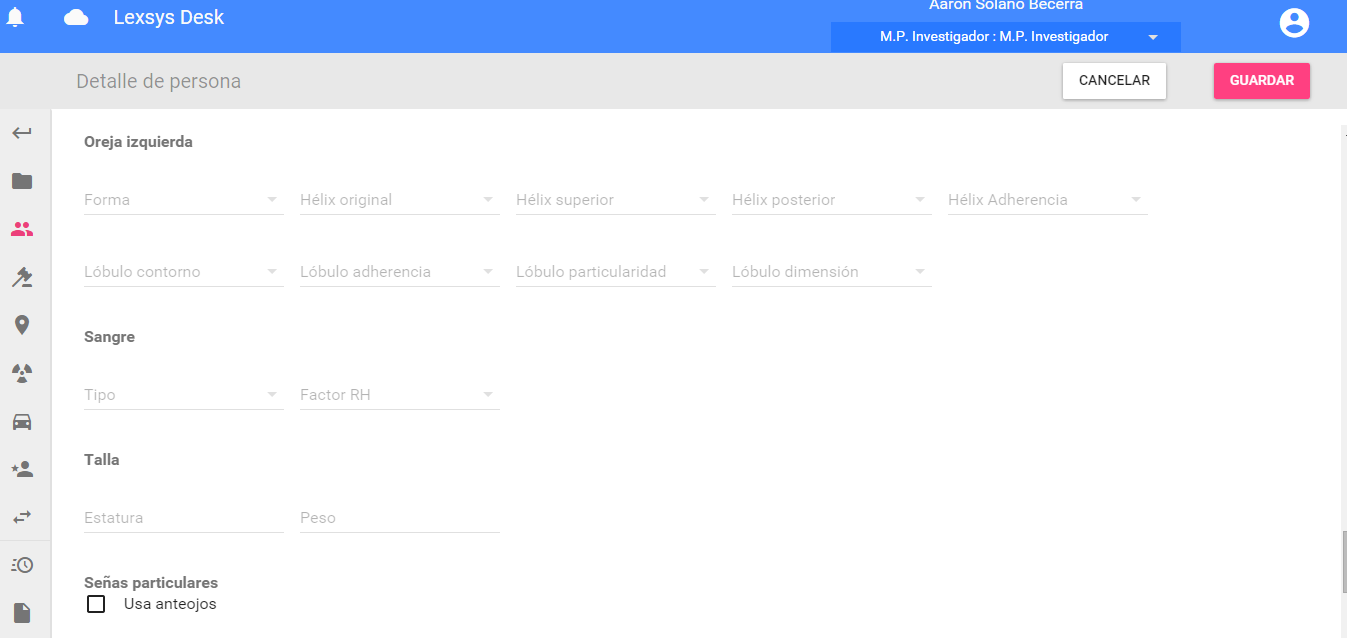 Aarón Solano Becerra
Lexsys Desk
M.P. Investigador : M.P. Investigador
Detalle de persona
CANCELAR
GUARDAR
Oreja izquierda
Forma
Hélix original
Hélix superior
Hélix posterior
Hélix Adherencia
Lóbulo contorno
Lóbulo adherencia
Lóbulo particularidad
Lóbulo dimensión
Sangre
Tipo
Factor RH
Talla
Estatura
Peso
Señas particulares
Usa anteojos